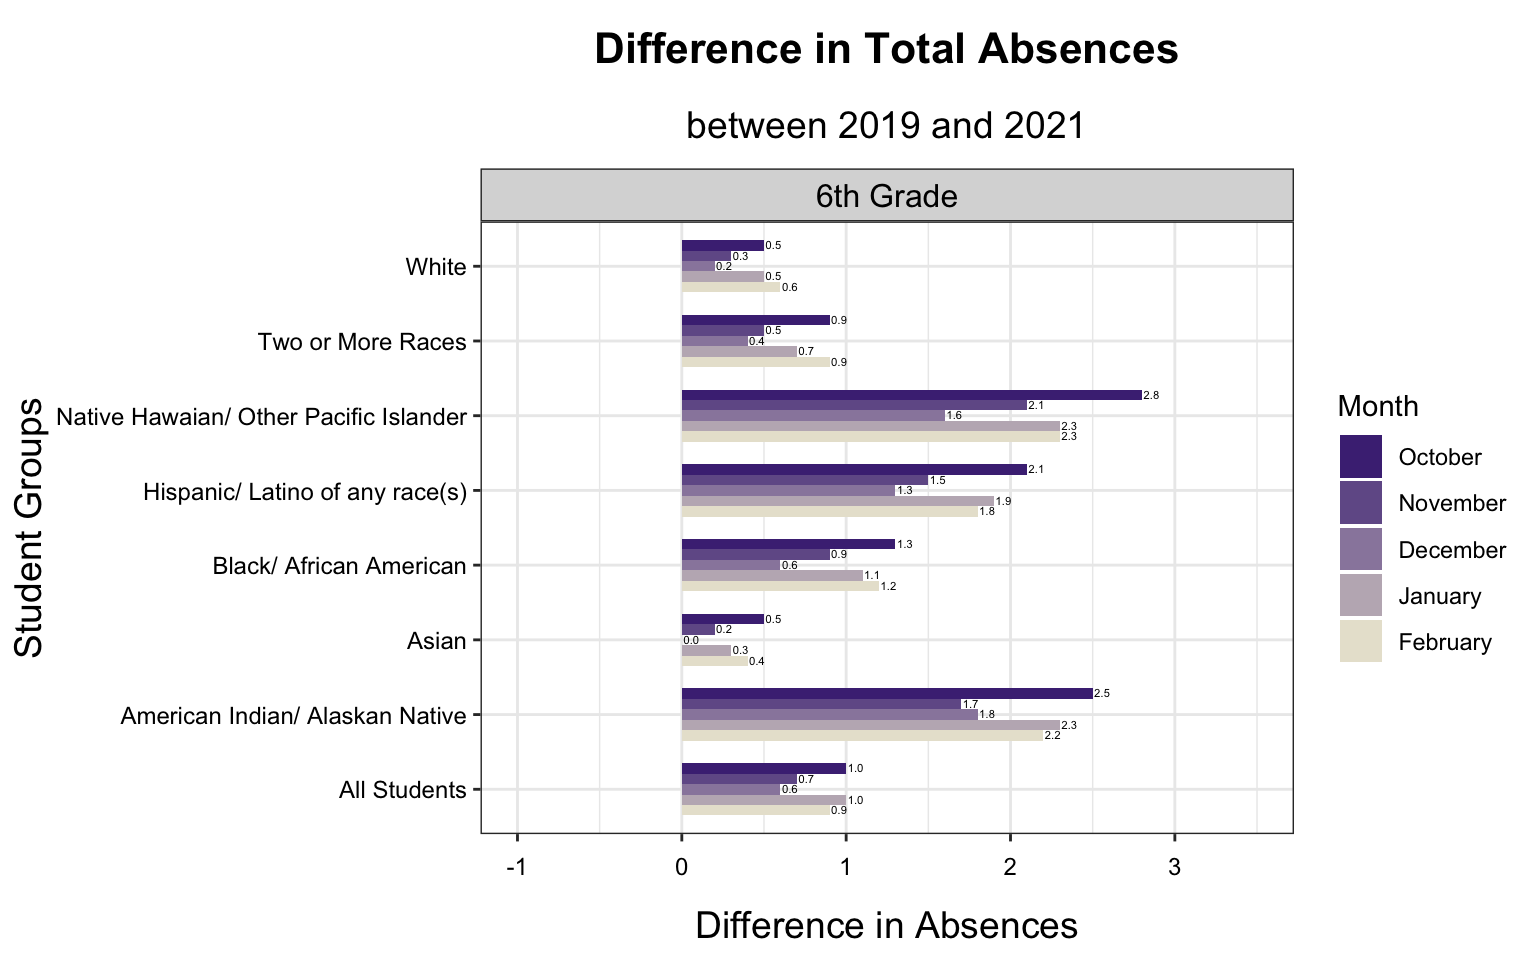 Difference in Total Absences
between 2019 and 2021
6th Grade
Student Groups
White
0.5
0.3
0.2
0.5
0.6
Two or More Races
0.9
0.5
0.4
0.7
0.9
Native Hawaian/ Other Pacific Islander
2.8
2.1
1.6
2.3
2.3
Hispanic/ Latino of any race(s)
2.1
1.5
1.3
1.9
1.8
Black/ African American
1.3
0.9
0.6
1.1
1.2
Asian
0.5
0.2
0.0
0.3
0.4
American Indian/ Alaskan Native
2.5
1.7
1.8
2.3
2.2
All Students
1.0
0.7
0.6
1.0
0.9
-1 0 1 2 3
Difference in Absences
Month
October
November
December
January
February